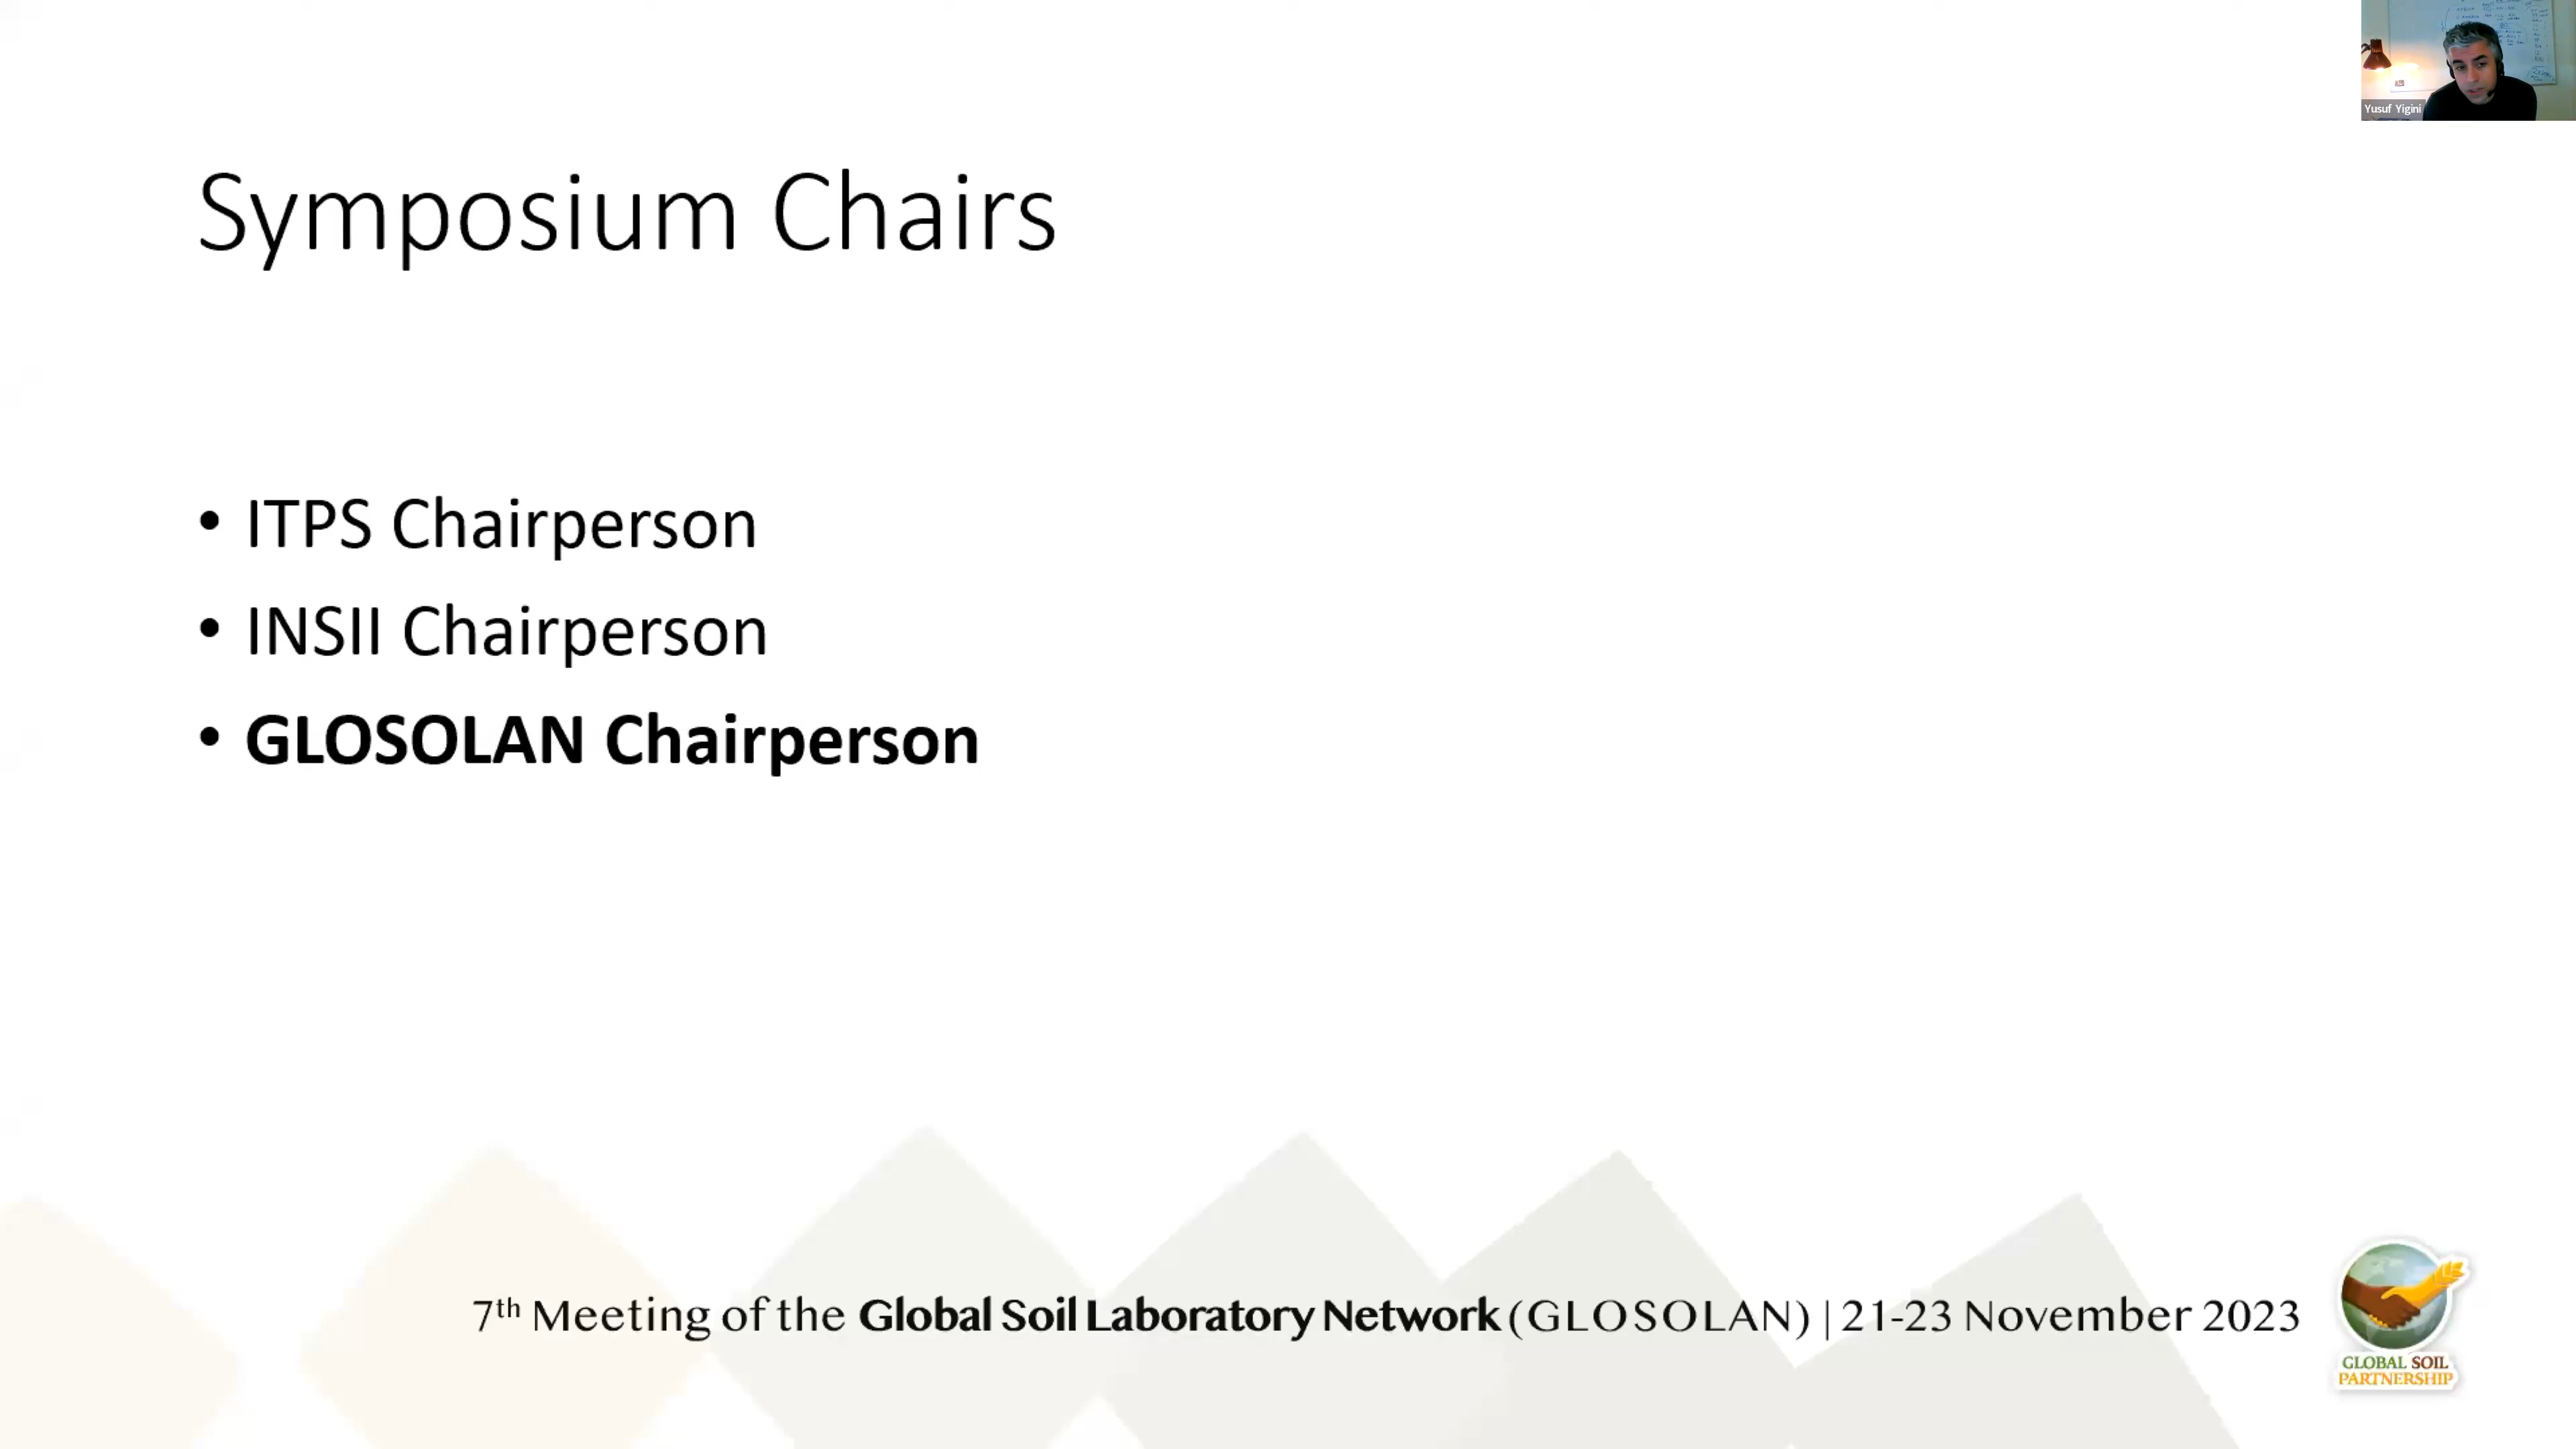 Yusuf Yigini
Symposium Chairs
• ITPS Chairperson
• INSII Chairperson
• GLOSOLAN Chairperson
7th Meeting of the Global Soil Laboratory Network (GLOSOLAN) | 21-23 November 2023
GLOBAL SOIL
PARTNERSHIP